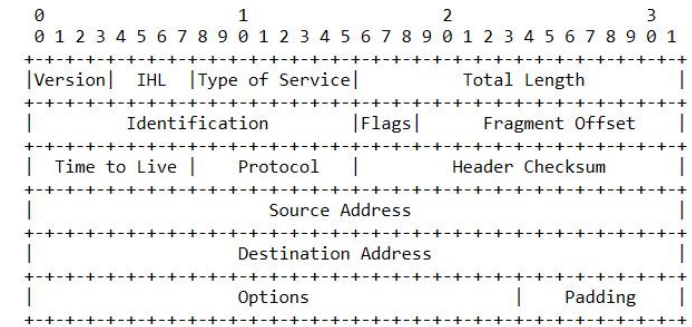 0                   1                   2                   3
 0 1 2 3 4 5 6 7 8 9 0 1 2 3 4 5 6 7 8 9 0 1 2 3 4 5 6 7 8 9 0 1
+-+-+-+-+-+-+-+-+-+-+-+-+-+-+-+-+-+-+-+-+-+-+-+-+-+-+-+-+-+-+-+-+
|Version|  IHL  |Type of Service|          Total Length         |
+-+-+-+-+-+-+-+-+-+-+-+-+-+-+-+-+-+-+-+-+-+-+-+-+-+-+-+-+-+-+-+-+
|         Identification        |Flags|      Fragment Offset    |
+-+-+-+-+-+-+-+-+-+-+-+-+-+-+-+-+-+-+-+-+-+-+-+-+-+-+-+-+-+-+-+-+
|  Time to Live |    Protocol   |         Header Checksum       |
+-+-+-+-+-+-+-+-+-+-+-+-+-+-+-+-+-+-+-+-+-+-+-+-+-+-+-+-+-+-+-+-+
|                       Source Address                          |
+-+-+-+-+-+-+-+-+-+-+-+-+-+-+-+-+-+-+-+-+-+-+-+-+-+-+-+-+-+-+-+-+
|                    Destination Address                        |
+-+-+-+-+-+-+-+-+-+-+-+-+-+-+-+-+-+-+-+-+-+-+-+-+-+-+-+-+-+-+-+-+
|                    Options                    |    Padding    |
+-+-+-+-+-+-+-+-+-+-+-+-+-+-+-+-+-+-+-+-+-+-+-+-+-+-+-+-+-+-+-+-+